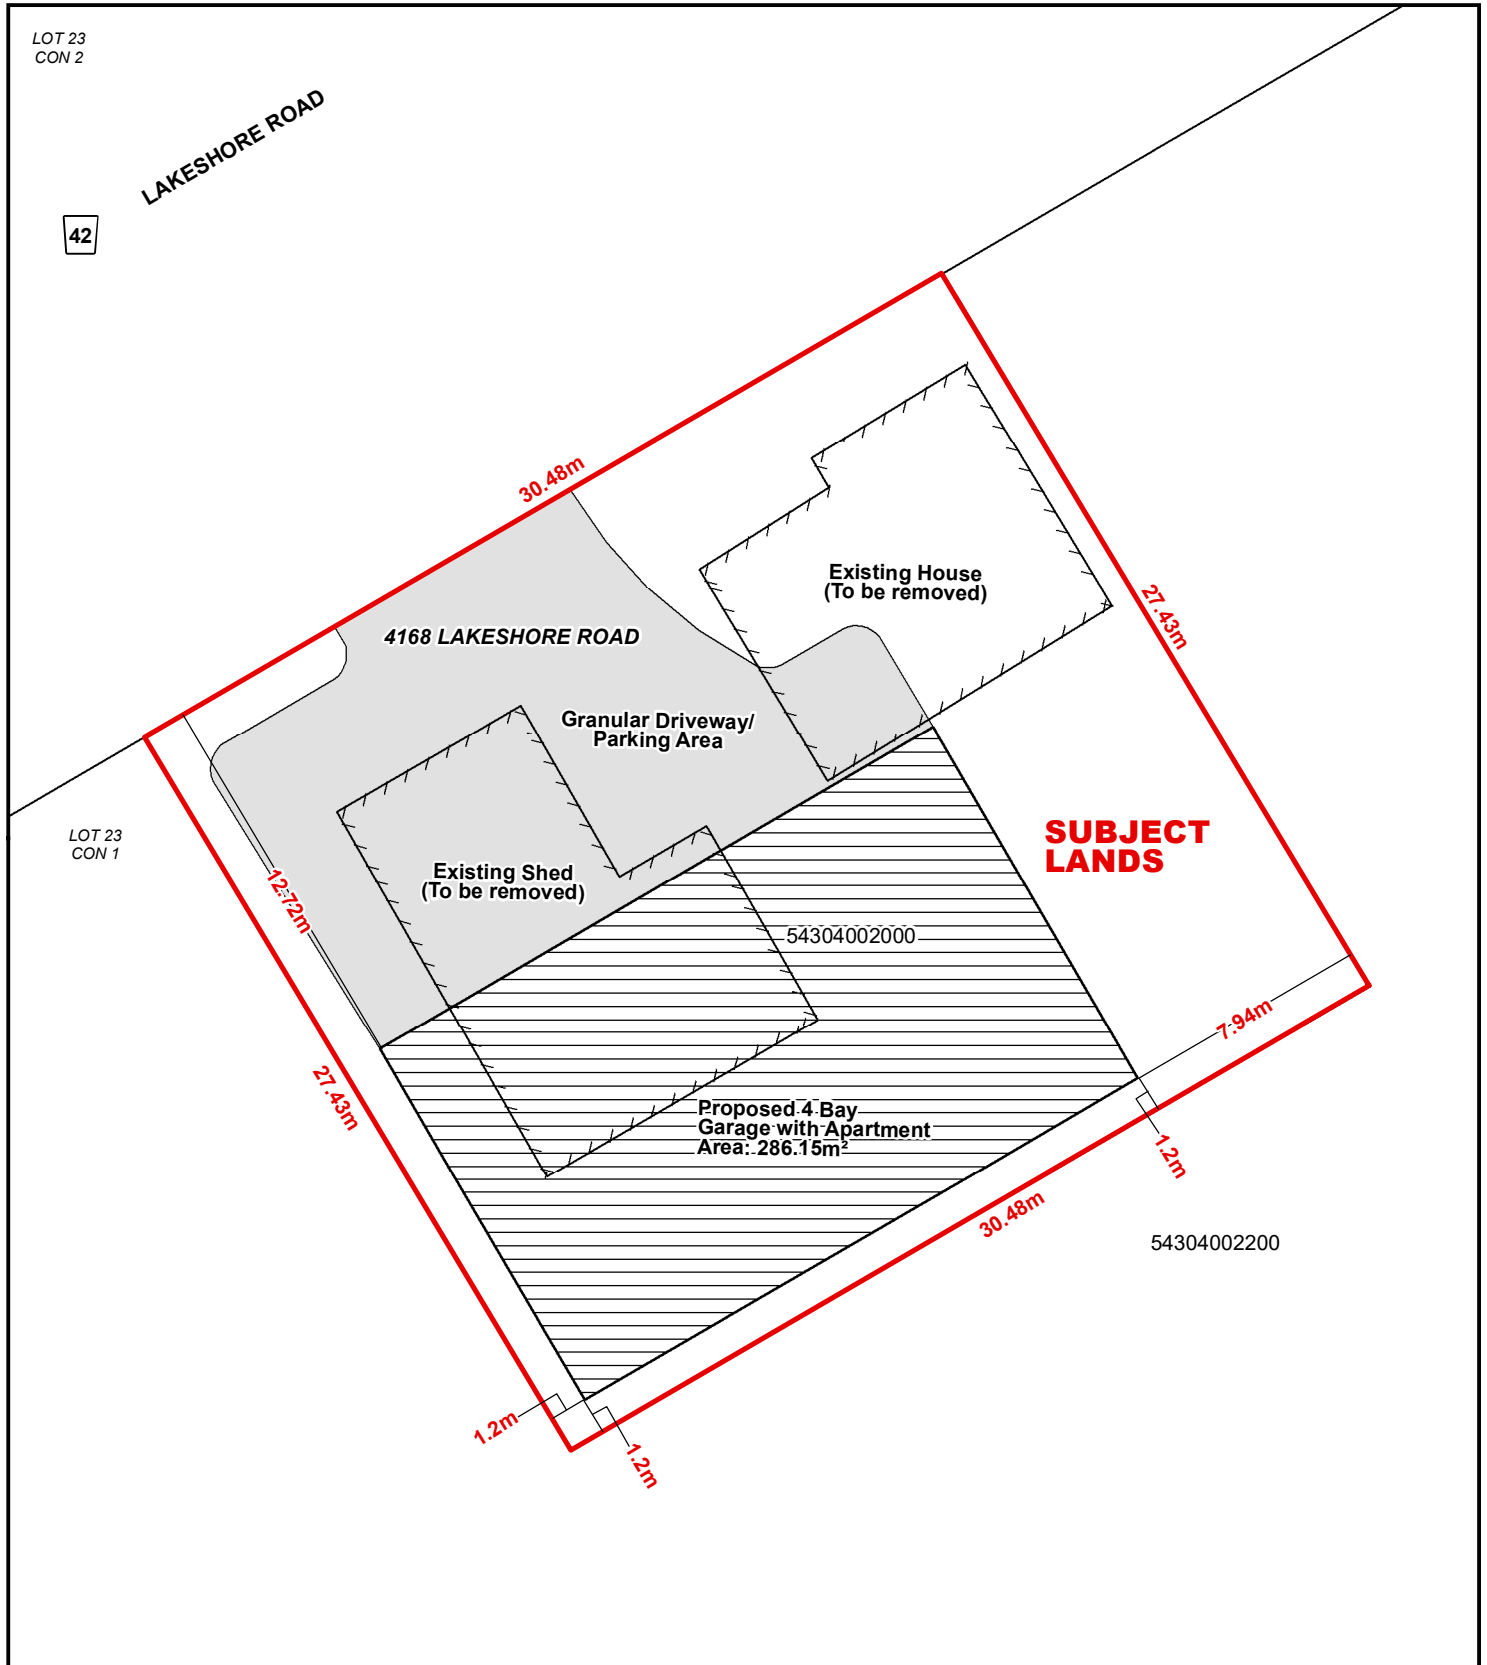 LOT 23
CON 2
LAKESHORE ROAD
42
30.48m
Existing House
(To be removed)
27.43m
4168 LAKESHORE ROAD
Granular Driveway/
Parking Area
LOT 23
CON 1
SUBJECT
LANDS
12.72m
Existing Shed
(To be removed)
54304002000
7.94m
27.43m
Proposed 4 Bay
Garage with Apartment
Area: 286.15m²
1.2m
30.48m
54304002200
1.2m
1.2m